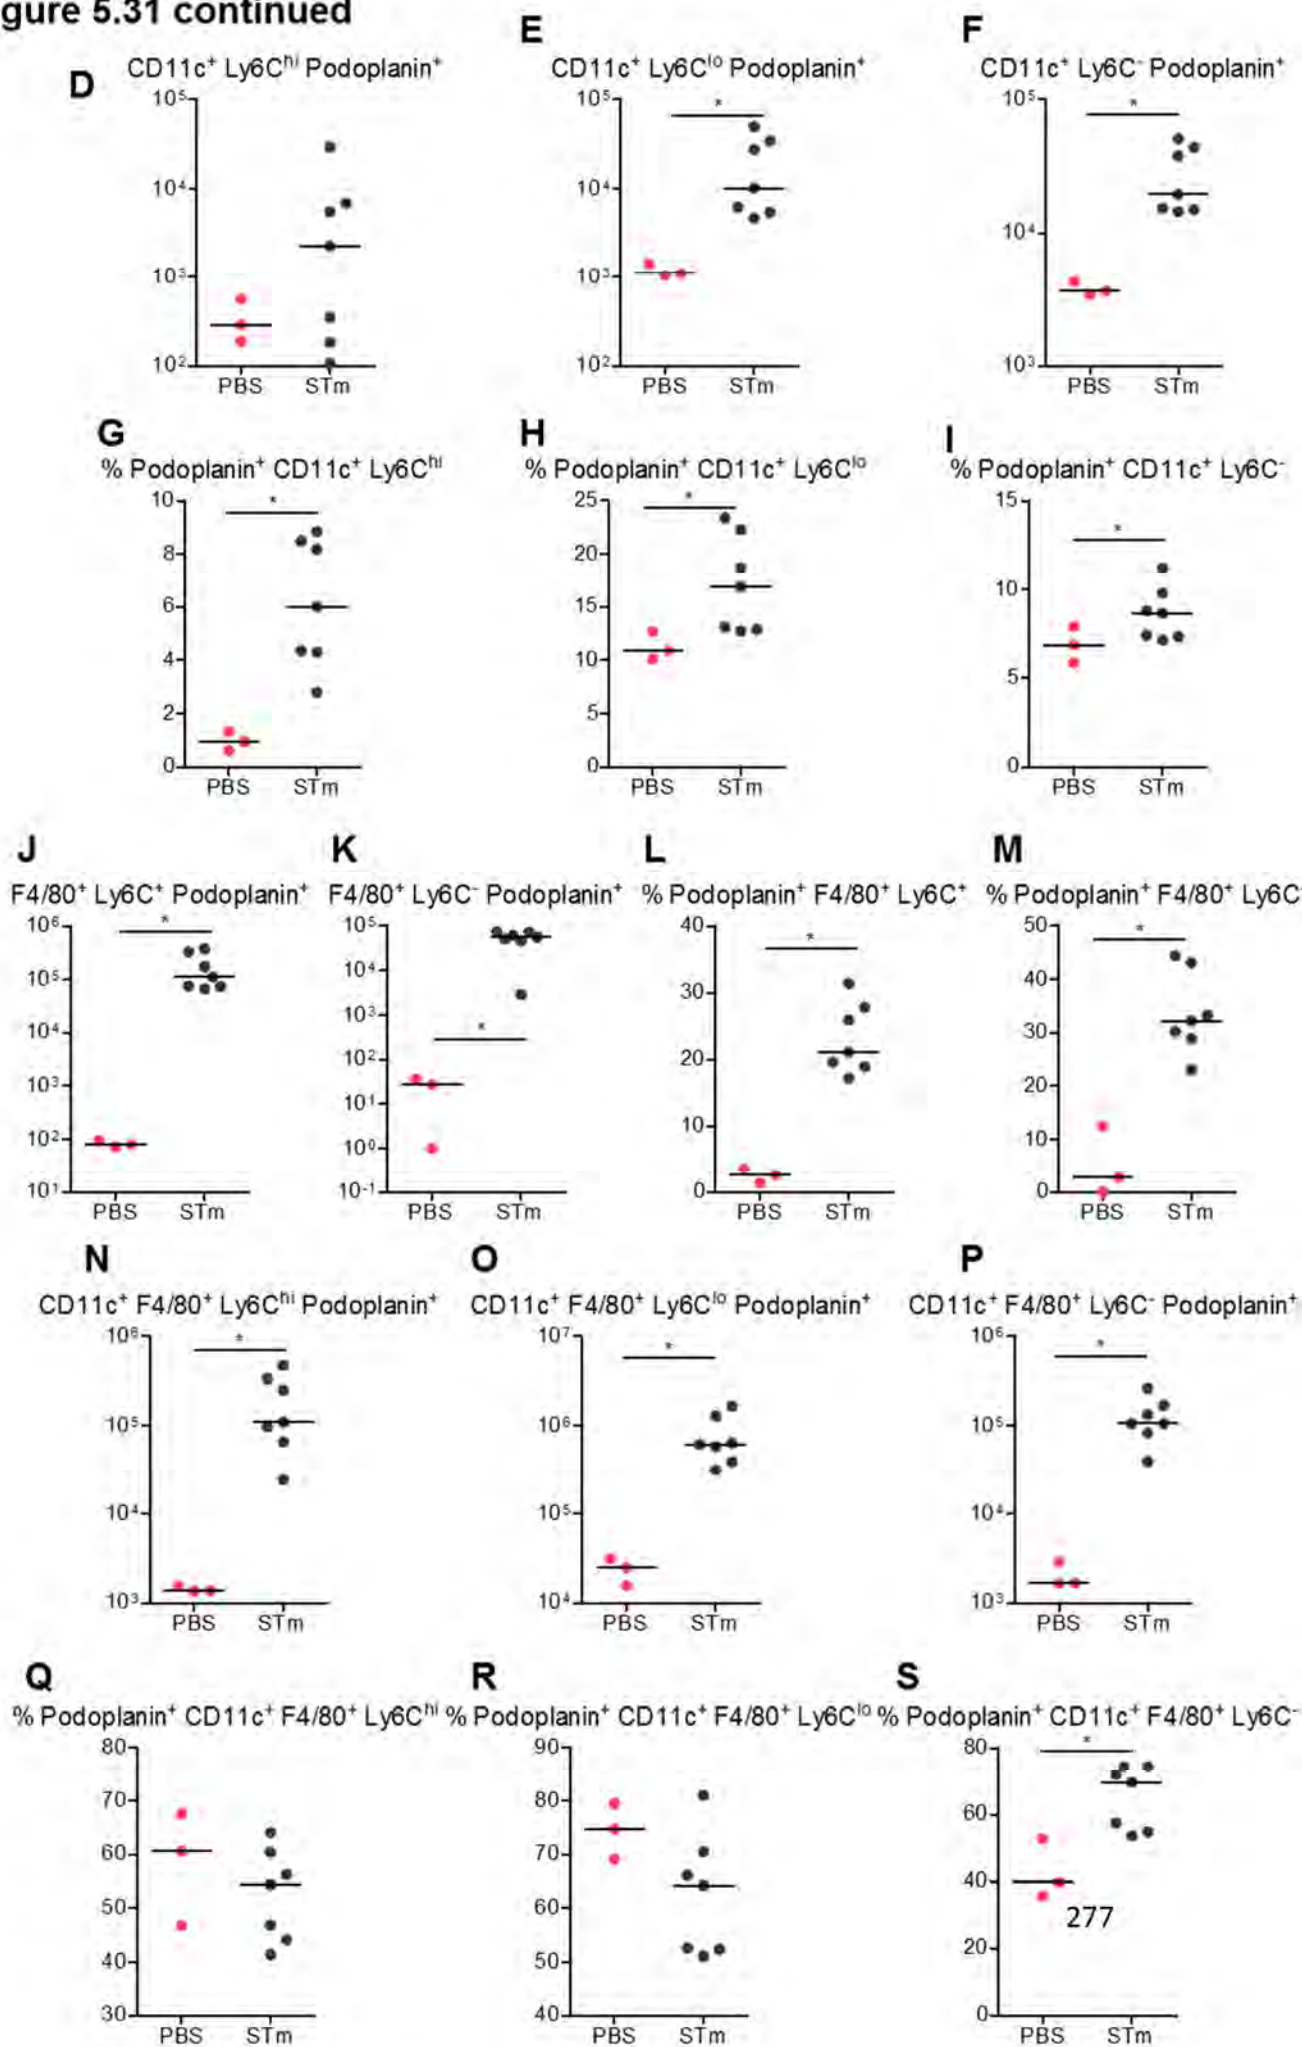 gure 5.31 continued
D E F
CD11c⁺ Ly6Cʰⁱ Podoplanin⁺ CD11c⁺ Ly6Cˡᵒ Podoplanin⁺ CD11c⁺ Ly6C⁻ Podoplanin⁺
10⁵ 10⁵ * 10⁵ *
10⁴ 10⁴ 10⁴
10³ 10³
10² 10² 10³
PBS STm PBS STm PBS STm
G H I
% Podoplanin⁺ CD11c⁺ Ly6Cʰⁱ % Podoplanin⁺ CD11c⁺ Ly6Cˡᵒ % Podoplanin⁺ CD11c⁺ Ly6C⁻
10 * 25 * 15 *
8 20 10
6 15
4 10 5
2 5
0 0 0
PBS STm PBS STm PBS STm
J K L M
F4/80⁺ Ly6C⁺ Podoplanin⁺ F4/80⁺ Ly6C⁻ Podoplanin⁺ % Podoplanin⁺ F4/80⁺ Ly6C⁺ % Podoplanin⁺ F4/80⁺ Ly6C⁻
10⁶ * 10⁵ 40 * 50 *
10⁵ 10⁴ 30 40
10⁴ 10³ * 30
10³ 10² 20 20
10² 10¹ 10 10
10⁰
10¹ 10⁻¹ 0 0
PBS STm PBS STm PBS STm PBS STm
N O P
CD11c⁺ F4/80⁺ Ly6Cʰⁱ Podoplanin⁺ CD11c⁺ F4/80⁺ Ly6Cˡᵒ Podoplanin⁺ CD11c⁺ F4/80⁺ Ly6C⁻ Podoplanin⁺
10⁶ * 10⁷ * 10⁶ *
10⁵ 10⁶ 10⁵
10⁴ 10⁵ 10⁴
10³ 10⁴ 10³
PBS STm PBS STm PBS STm
Q R S
% Podoplanin⁺ CD11c⁺ F4/80⁺ Ly6Cʰⁱ % Podoplanin⁺ CD11c⁺ F4/80⁺ Ly6Cˡᵒ % Podoplanin⁺ CD11c⁺ F4/80⁺ Ly6C⁻
80 90 80 *
70 80 60
60 70
50 60 40
277
40 50 20
30 40 0
PBS STm PBS STm PBS STm